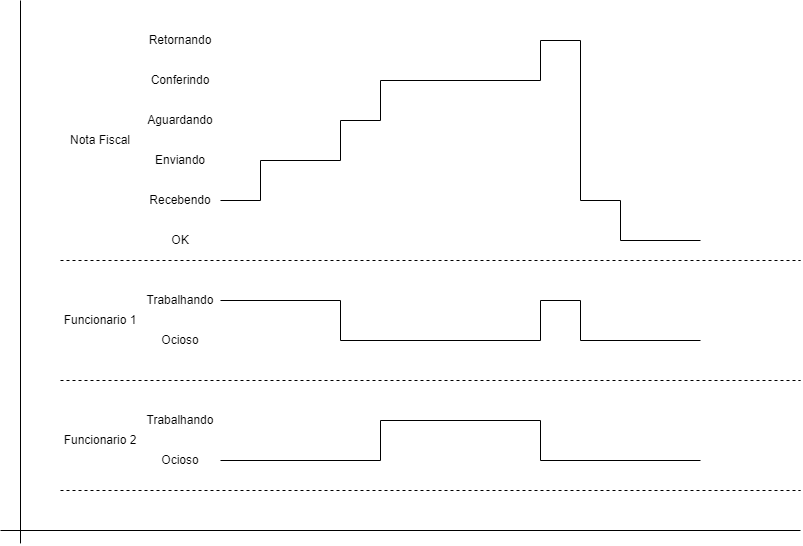 Retornando
Conferindo
Aguardando
Nota Fiscal
Enviando
Recebendo
OK
Trabalhando
Funcionario 1
Ocioso
Trabalhando
Funcionario 2
Ocioso